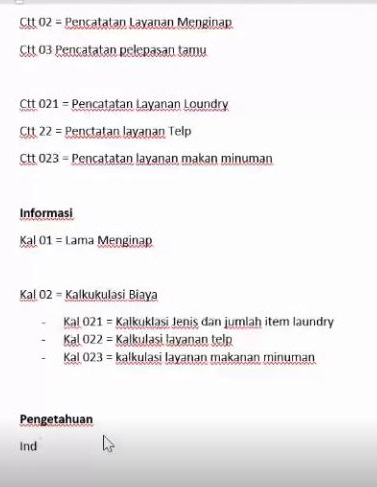 Ctt 02 = Pencatatan Layanan Menginap
Ctt 03 Pencatatan pelepasan tamu
Ctt 021 = Pencatatan Layanan Loundry
Ctt 22 = Penctatan layanan Telp
Ctt 023 = Pencatatan layanan makan minuman
Informasi
Kal 01 = Lama Menginap
Kal 02 = Kalkukulasi Biaya
- Kal 021 = Kalkuklasi Jenis dan jumlah item laundry
- Kal 022 = Kalkulasi layanan telp
- Kal 023 = kalkulasi layanan makanan minuman
Pengetahuan
Ind